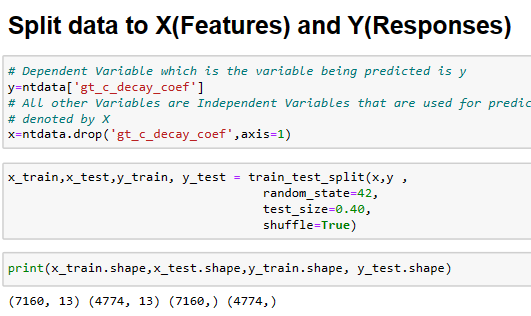 Split data to X(Features) and Y(Responses)
# Dependent Variable which is the variable being predicted is y
y=ntdata['gt_c_decay_coef']
# All other Variables are Independent Variables that are used for predic
# denoted by X
x=ntdata.drop('gt_c_decay_coef',axis=1)
x_train,x_test,y_train, y_test = train_test_split(x,y ,
random_state=42,
test_size=0.40,
shuffle=True)
print(x_train.shape,x_test.shape,y_train.shape, y_test.shape)
(7160, 13) (4774, 13) (7160,) (4774,)